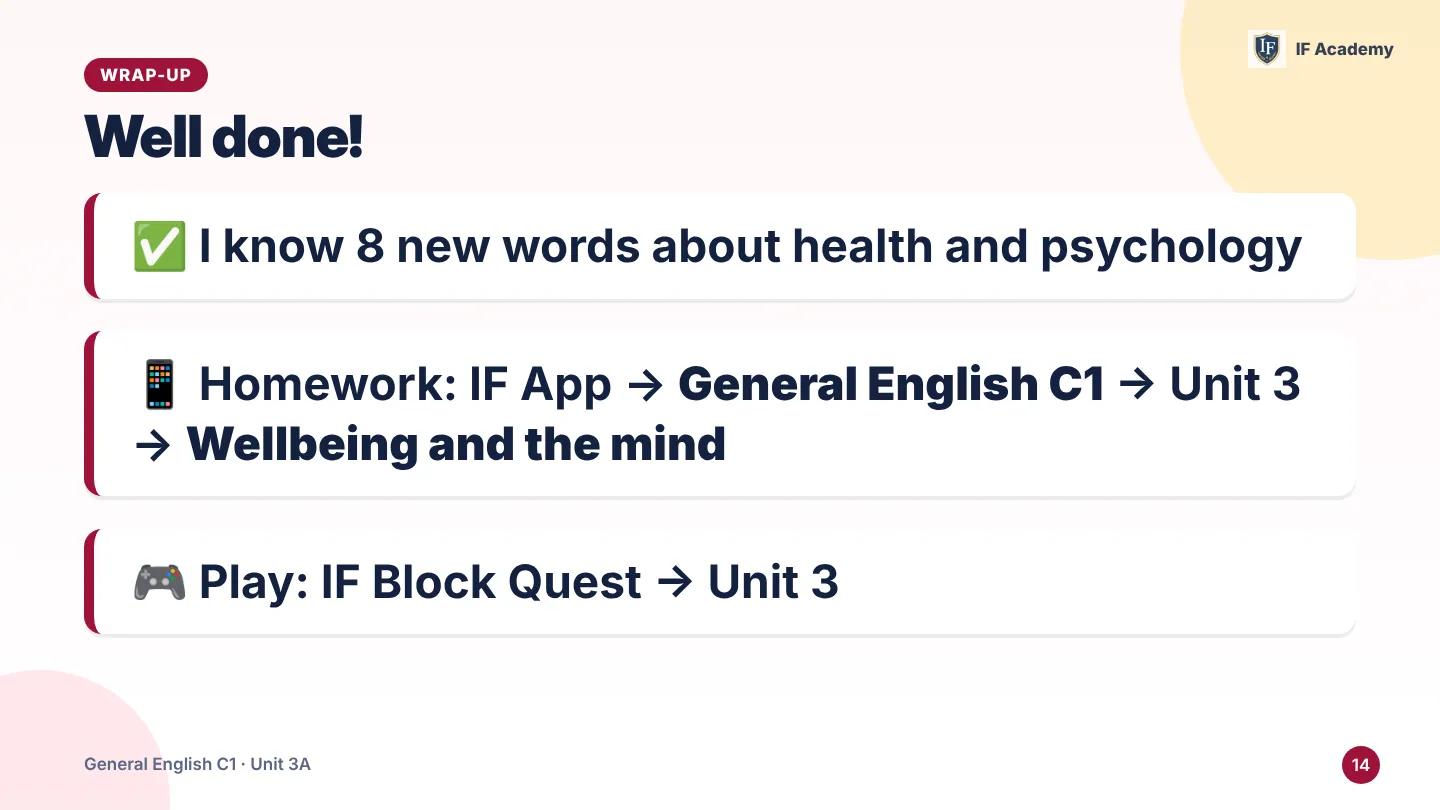 IF Academy
WRAP-UP
Well done!
✅ I know 8 new words about health and psychology
📱 Homework: IF App → General English C1 → Unit 3
→ Wellbeing and the mind
🎮 Play: IF Block Quest → Unit 3
General English C1 · Unit 3A
14